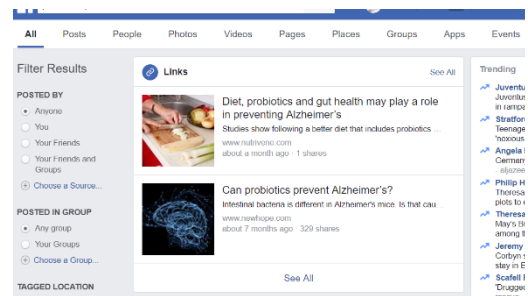 All Posts People Photos Videos Pages Places Groups Apps Events
Filter Results
POSTED BY
Anyone
You
Your Friends
Your Friends and
Groups
Choose a Source...
POSTED IN GROUP
Any group
Your Groups
Choose a Group...
TAGGED LOCATION
Links
See All
Diet, probiotics and gut health may play a role
in preventing Alzheimer's
Studies show following a better diet that includes probiotics ...
www.nutrivene.com
about a month ago · 1 shares
Can probiotics prevent Alzheimer's?
Intestinal bacteria is different in Alzheimer's mice. Is that cau...
www.newhope.com
about 7 months ago · 329 shares
See All
Trending
Juventu
Juventus
in rampa
Stratfor
Teenage
'noxious
Angela
Germany
Philip H
Theresa
plots to
Theresa
May's B
among t
Jeremy
Corbyn s
stay in E
Scafell
'Drugged